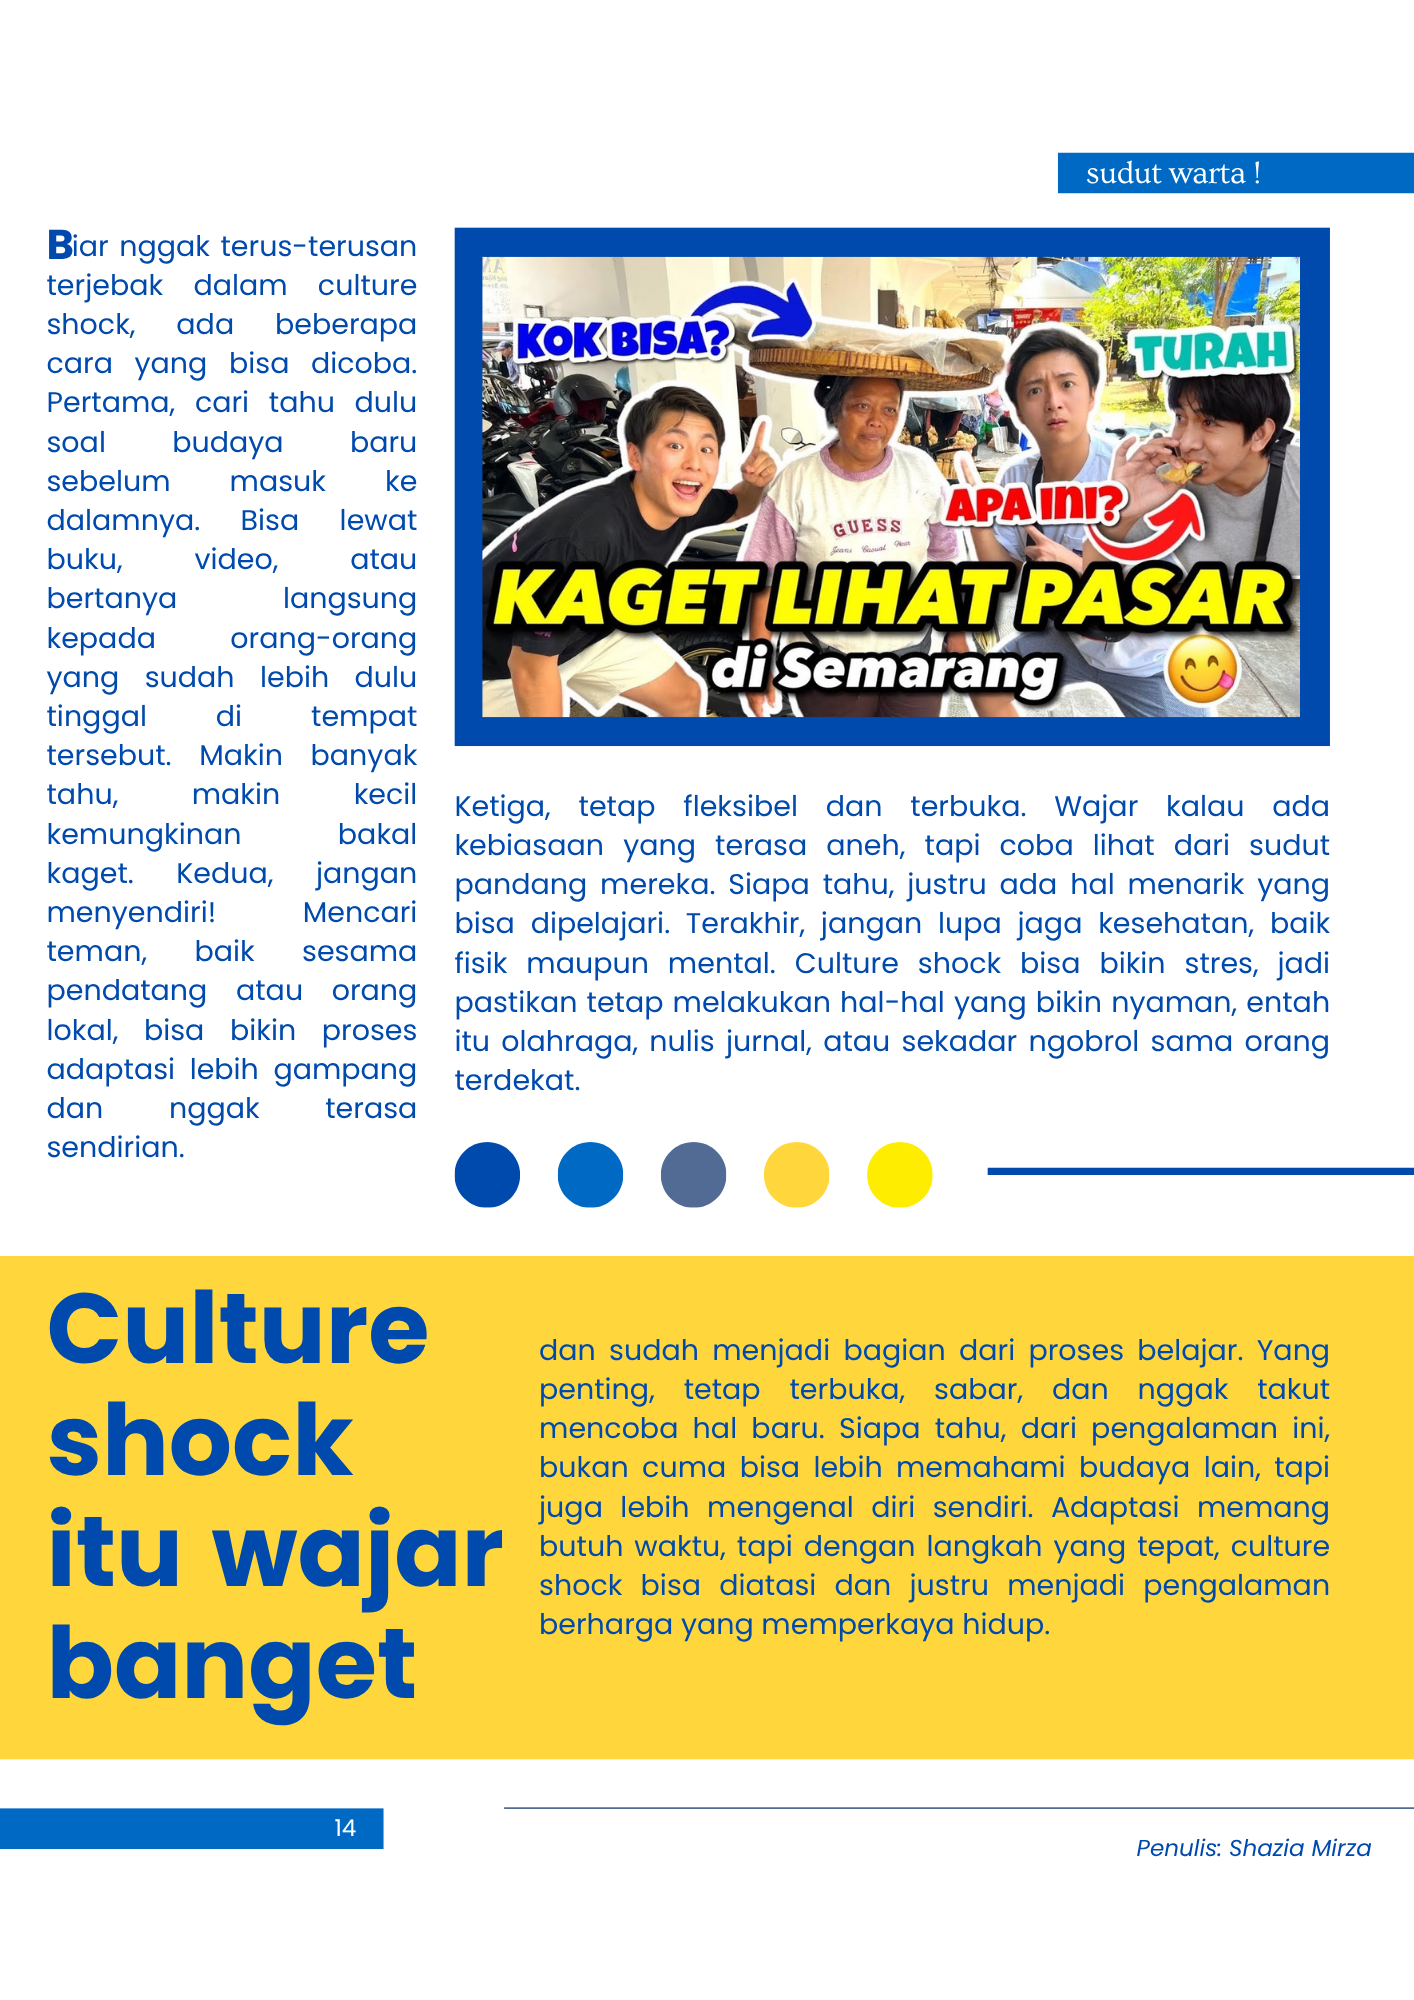 sudut warta !
Biar nggak terus-terusan
terjebak dalam culture
shock, ada beberapa
cara yang bisa dicoba.
Pertama, cari tahu dulu
soal budaya baru
sebelum masuk ke
dalamnya. Bisa lewat
buku, video, atau
bertanya langsung
kepada orang-orang
yang sudah lebih dulu
tinggal di tempat
tersebut. Makin banyak
tahu, makin kecil
kemungkinan bakal
kaget. Kedua, jangan
menyendiri! Mencari
teman, baik sesama
pendatang atau orang
lokal, bisa bikin proses
adaptasi lebih gampang
dan nggak terasa
sendirian.
KOK BISA?
TURAH
APA INI?
GUESS
Jeans Casual Wear
KAGET LIHAT PASAR
di Semarang
Ketiga, tetap fleksibel dan terbuka. Wajar kalau ada
kebiasaan yang terasa aneh, tapi coba lihat dari sudut
pandang mereka. Siapa tahu, justru ada hal menarik yang
bisa dipelajari. Terakhir, jangan lupa jaga kesehatan, baik
fisik maupun mental. Culture shock bisa bikin stres, jadi
pastikan tetap melakukan hal-hal yang bikin nyaman, entah
itu olahraga, nulis jurnal, atau sekadar ngobrol sama orang
terdekat.
Culture
shock
itu wajar
banget
dan sudah menjadi bagian dari proses belajar. Yang
penting, tetap terbuka, sabar, dan nggak takut
mencoba hal baru. Siapa tahu, dari pengalaman ini,
bukan cuma bisa lebih memahami budaya lain, tapi
juga lebih mengenal diri sendiri. Adaptasi memang
butuh waktu, tapi dengan langkah yang tepat, culture
shock bisa diatasi dan justru menjadi pengalaman
berharga yang memperkaya hidup.
14
Penulis: Shazia Mirza